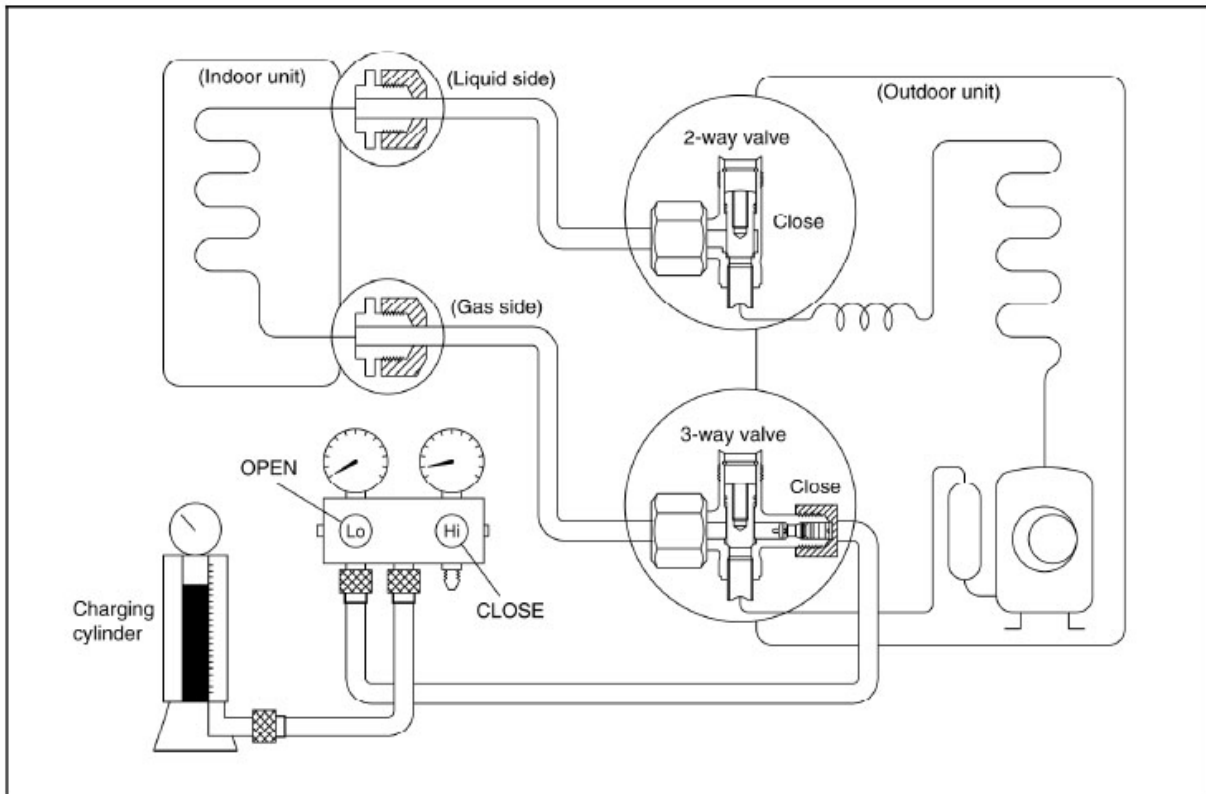 (Indoor unit)
(Liquid side)
(Outdoor unit)
2-way valve
Close
(Gas side)
3-way valve
Close
OPEN
Lo
Hi
CLOSE
Charging
cylinder